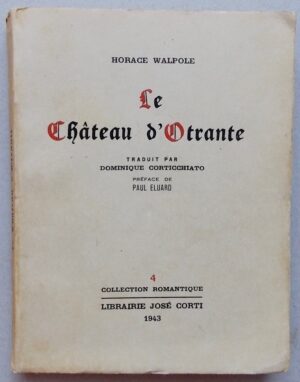 HORACE WALPOLE
Le
Château d'Otrante
TRADUIT PAR
DOMINIQUE CORTICCHIATO
PRÉFACE DE
PAUL ELUARD
4
COLLECTION ROMANTIQUE
LIBRAIRIE JOSÉ CORTI
1943